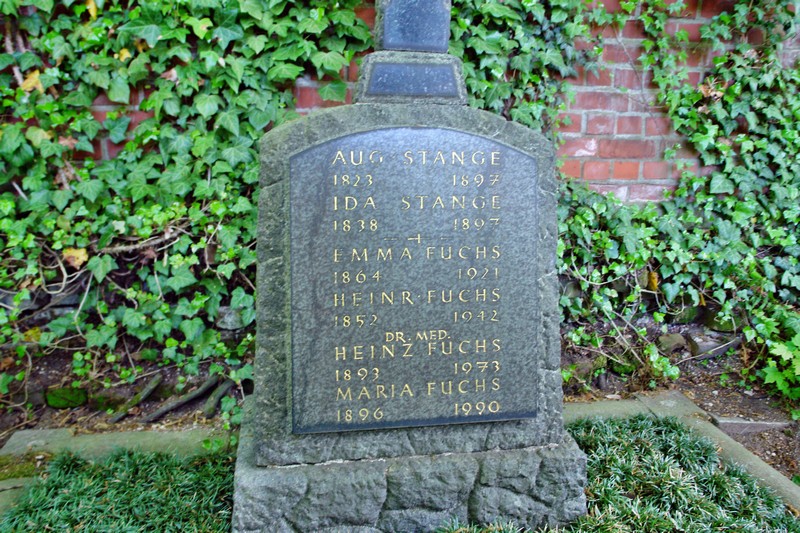 AUG STANGE
1823 1897
IDA STANGE
1838 1897
EMMA FUCHS
1864 1921
HEINR. FUCHS
1852 1942
DR. MED.
HEINZ FUCHS
1893 1973
MARIA FUCHS
1896 1990